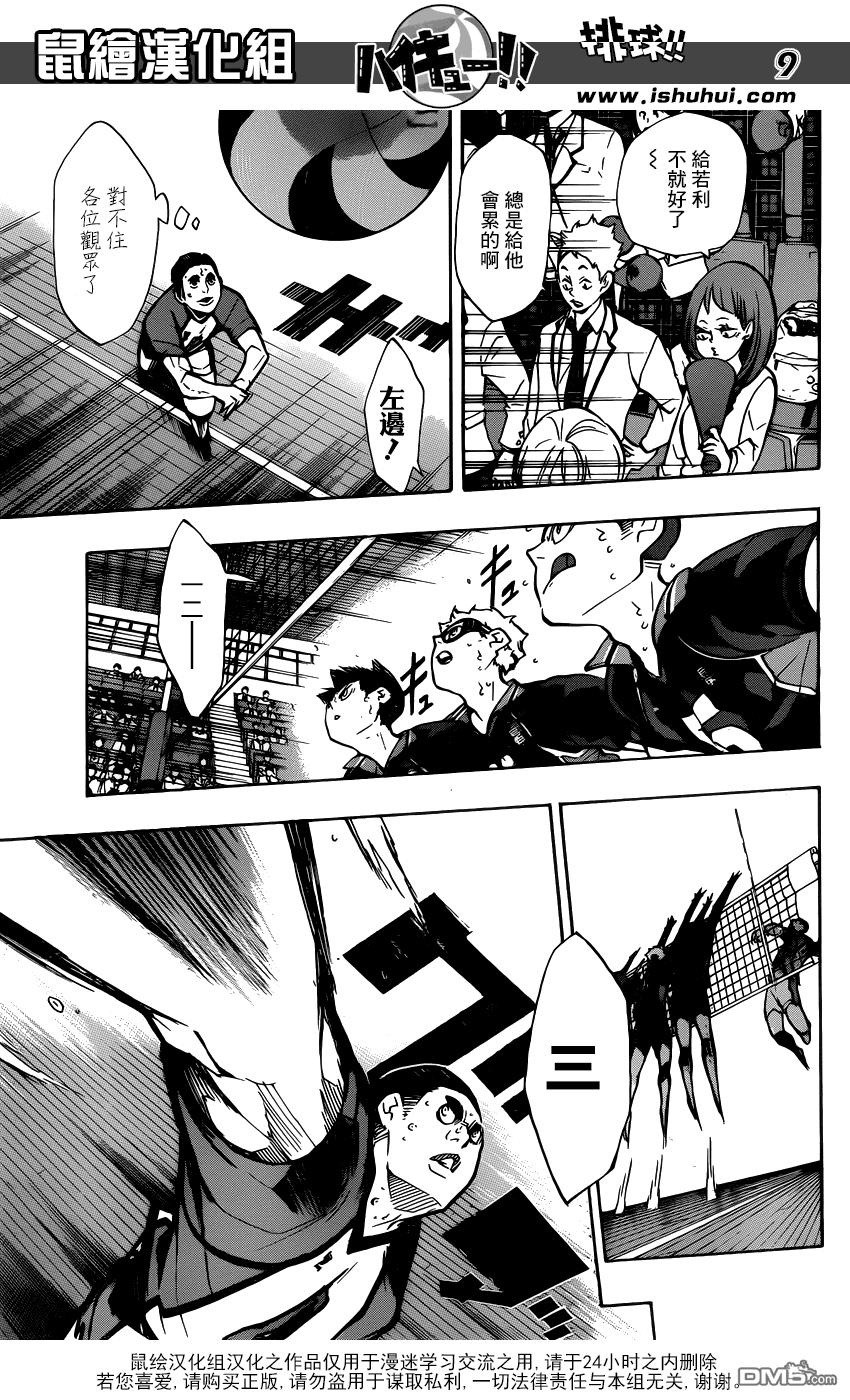 鼠繪漢化組
ハイキュー!!
排球!!
9
www.ishuhui.com
給若利
不就好了
總是給他
會累的啊
對不住
各位觀眾了
左邊!
キュ
キュ
一二—
三
鼠绘汉化组汉化之作品仅用于漫迷学习交流之用, 请于24小时之内删除
若您喜爱, 请购买正版, 请勿用于谋取私利, 一切法律责任与本组无关, 谢谢。
DM5.com